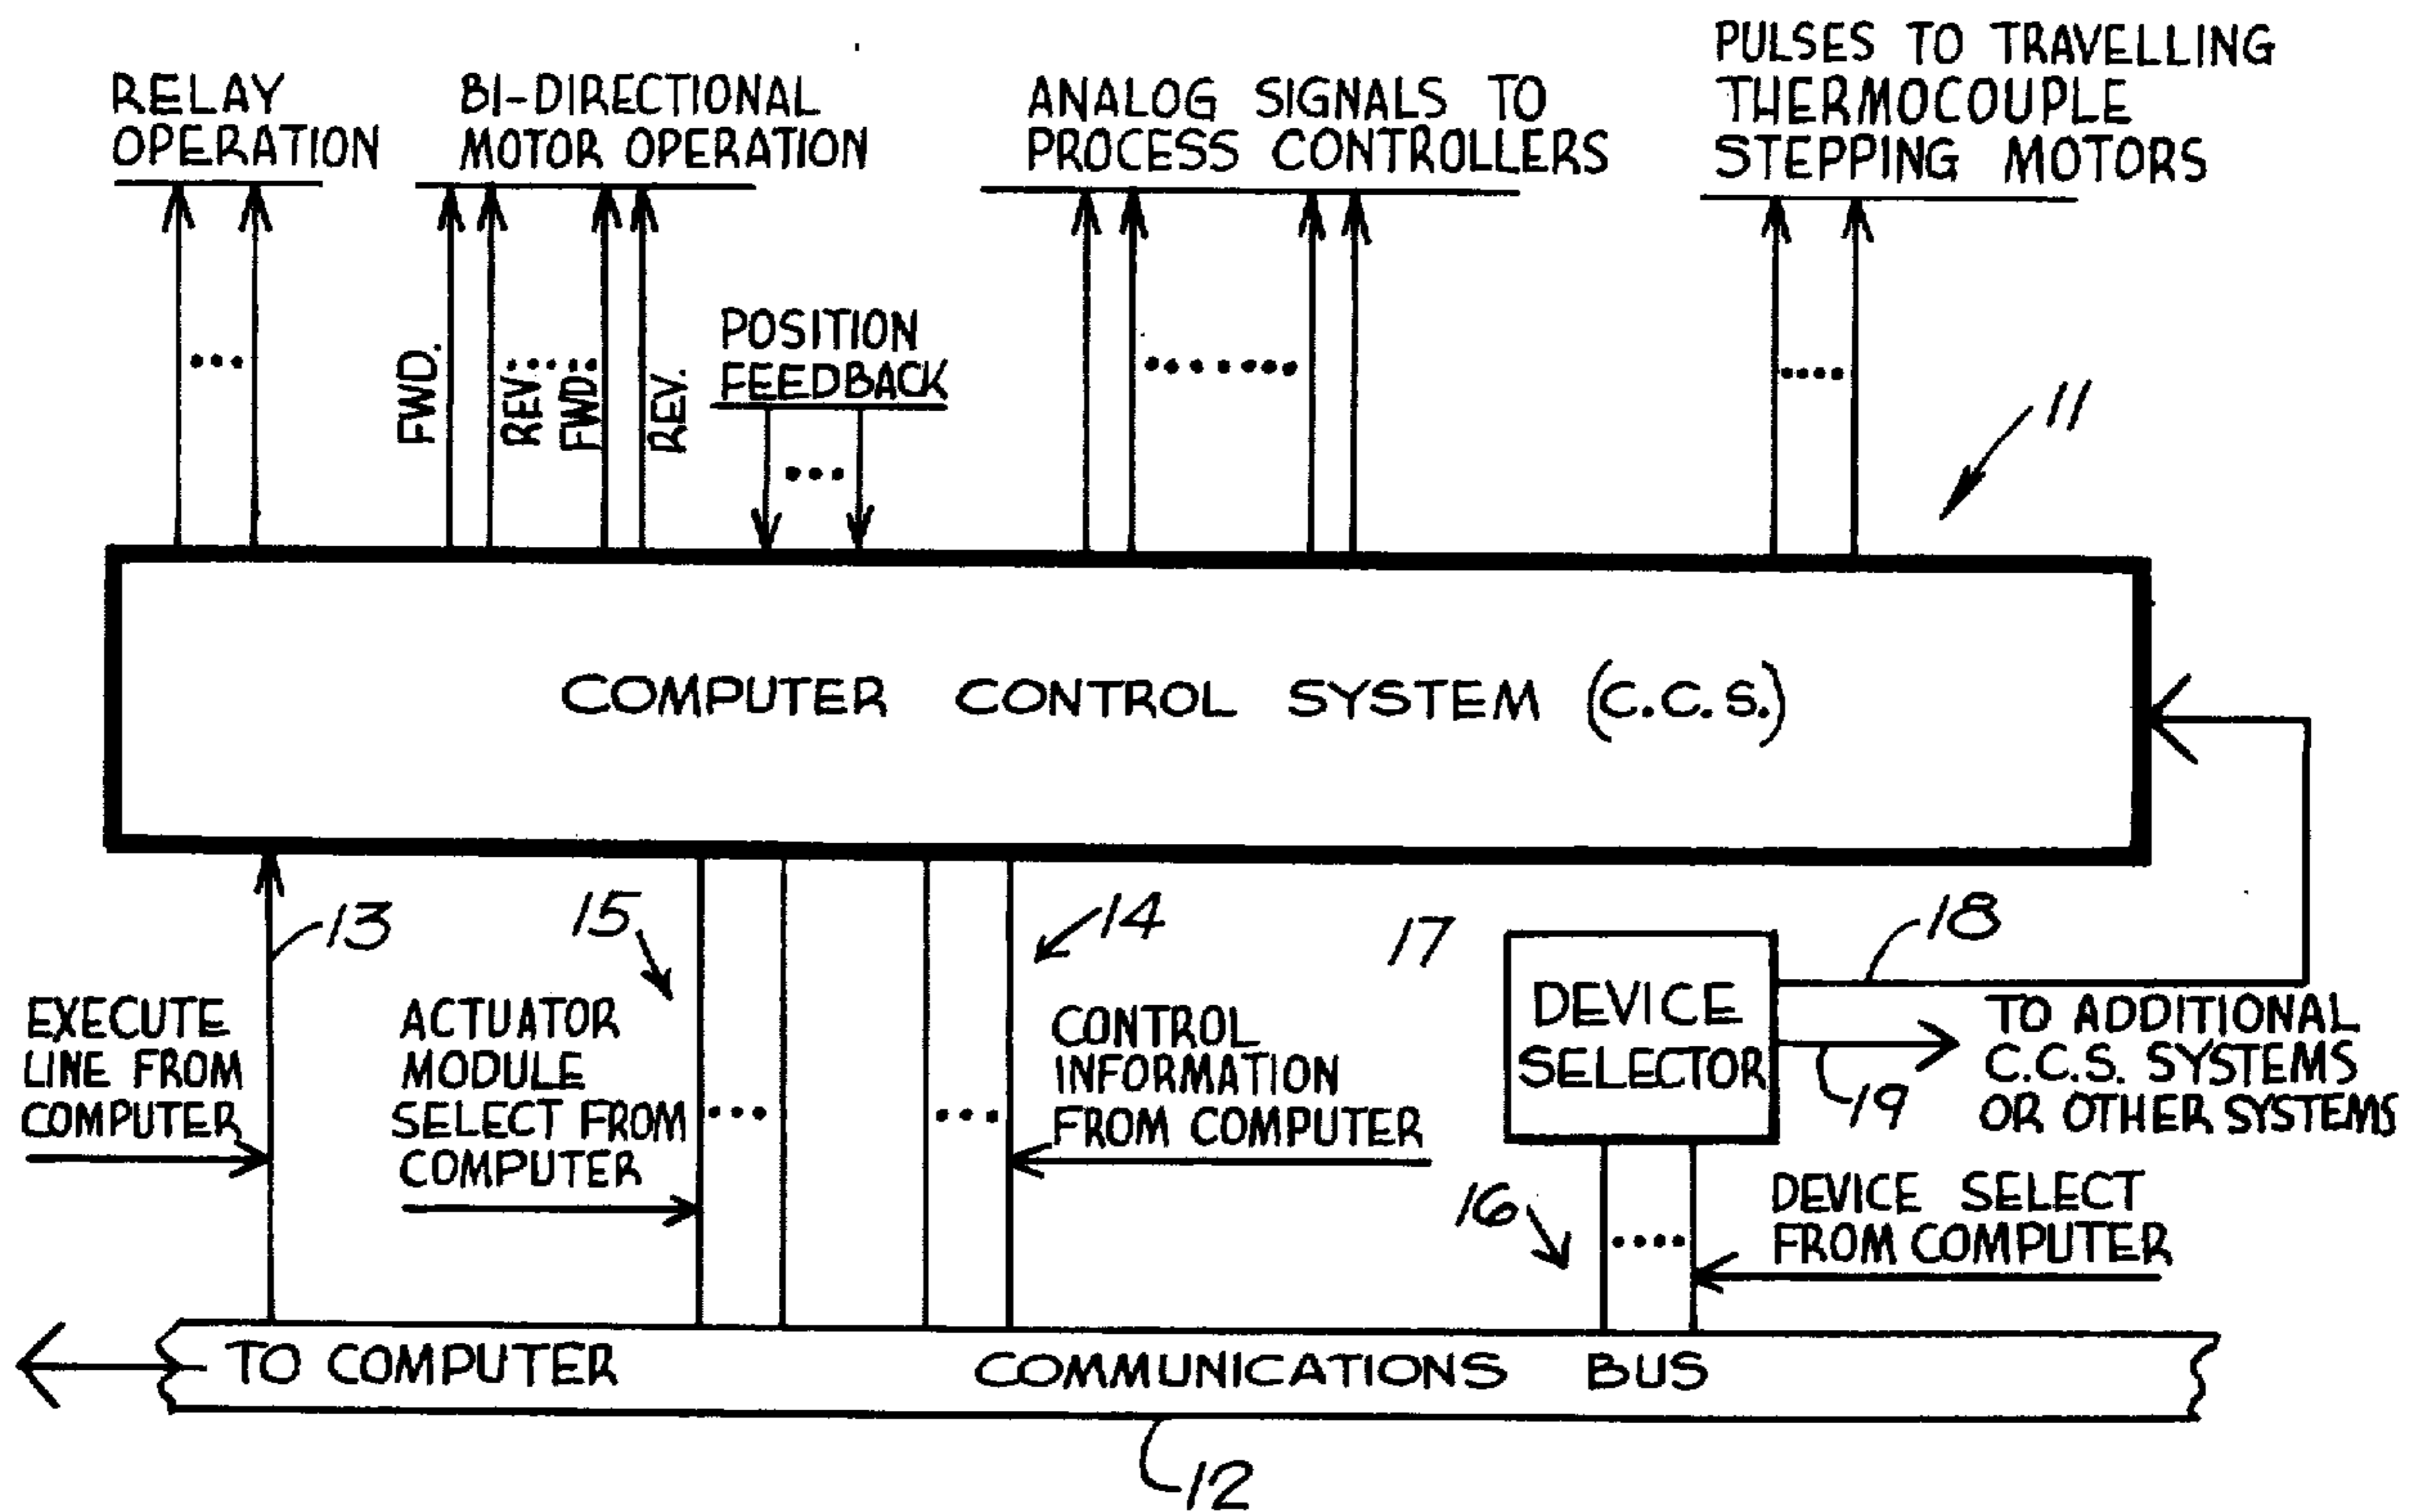 RELAY
OPERATION
BI-DIRECTIONAL
MOTOR OPERATION
ANALOG SIGNALS TO
PROCESS CONTROLLERS
PULSES TO TRAVELLING
THERMOCOUPLE
STEPPING MOTORS
FWD.
REV.
FWD.
REV.
POSITION
FEEDBACK
11
COMPUTER CONTROL SYSTEM (C.C.S.)
13
15
14
17
18
EXECUTE
LINE FROM
COMPUTER
ACTUATOR
MODULE
SELECT FROM
COMPUTER
CONTROL
INFORMATION
FROM COMPUTER
DEVICE
SELECTOR
TO ADDITIONAL
C.C.S. SYSTEMS
OR OTHER SYSTEMS
19
16
DEVICE SELECT
FROM COMPUTER
TO COMPUTER
COMMUNICATIONS BUS
12